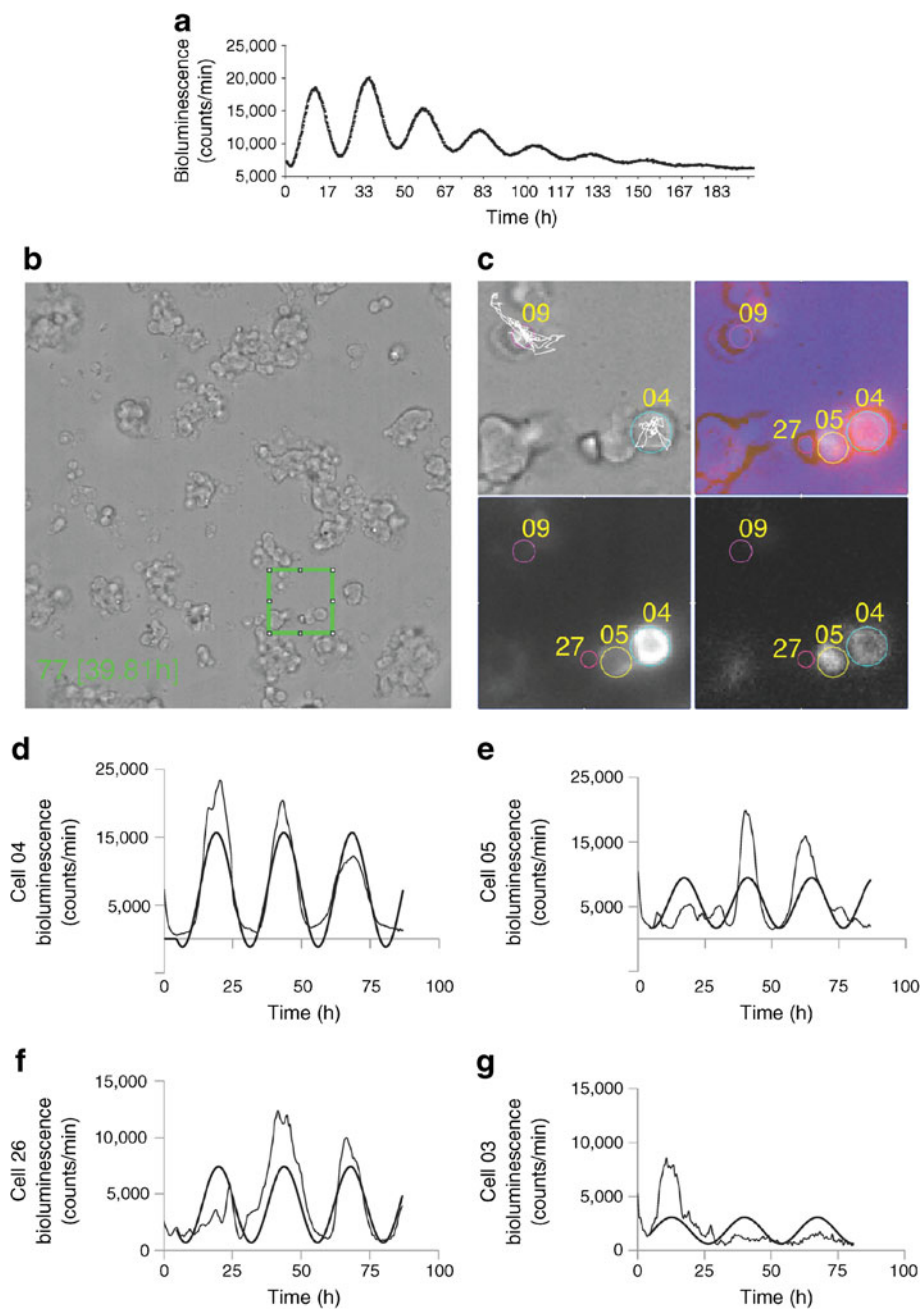 a
Bioluminescence
(counts/min)
25,000
20,000
15,000
10,000
5,000
0 17 33 50 67 83 100 117 133 150 167 183
Time (h)
b
77 [39.81h]
c
09
04
09
04
05
27
09
04
05
27
09
04
05
27
d
Cell 04
bioluminescence
(counts/min)
25,000
15,000
5,000
0 25 50 75 100
Time (h)
e
Cell 05
bioluminescence
(counts/min)
25,000
15,000
5,000
0 25 50 75 100
Time (h)
f
Cell 26
bioluminescence
(counts/min)
15,000
10,000
5,000
0
0 25 50 75 100
Time (h)
g
Cell 03
bioluminescence
(counts/min)
15,000
10,000
5,000
0
0 25 50 75 100
Time (h)